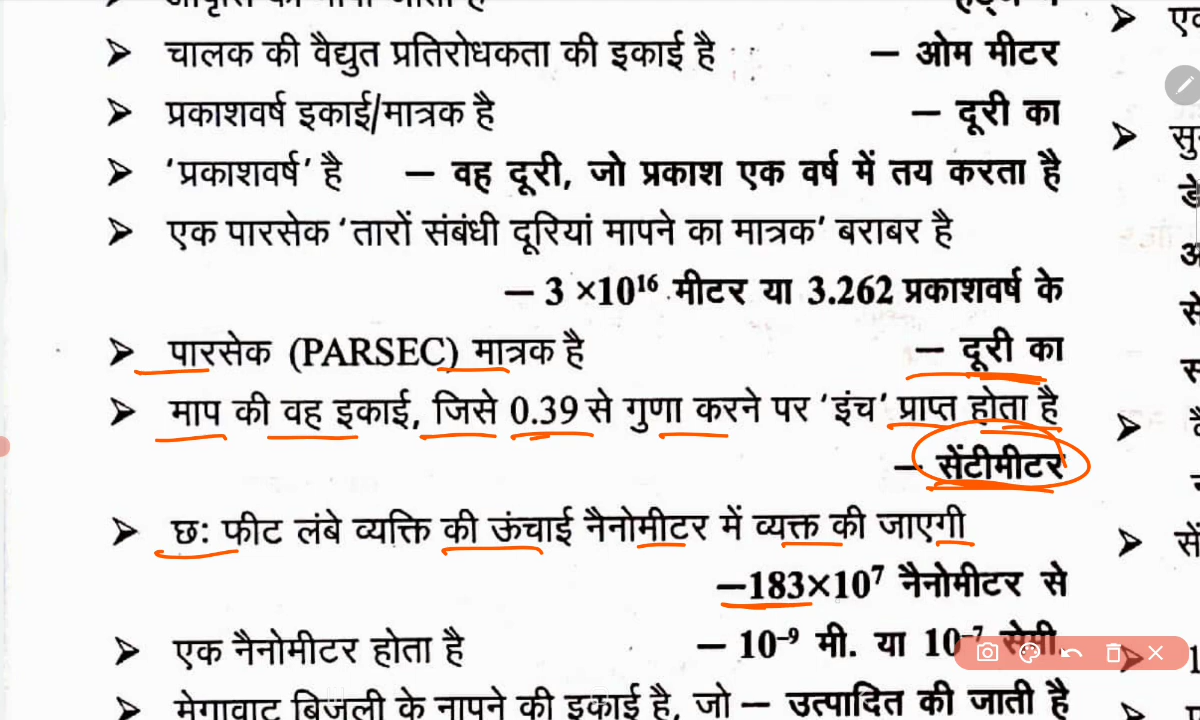 चालक की वैद्युत प्रतिरोधकता की इकाई है – ओम मीटर
प्रकाशवर्ष इकाई/मात्रक है – दूरी का
'प्रकाशवर्ष' है – वह दूरी, जो प्रकाश एक वर्ष में तय करता है
एक पारसेक 'तारों संबंधी दूरियां मापने का मात्रक' बराबर है
– 3 ×10¹⁶ मीटर या 3.262 प्रकाशवर्ष के
पारसेक (PARSEC) मात्रक है – दूरी का
माप की वह इकाई, जिसे 0.39 से गुणा करने पर 'इंच' प्राप्त होता है
– सेंटीमीटर
छः फीट लंबे व्यक्ति की ऊंचाई नैनोमीटर में व्यक्त की जाएगी
–183×10⁷ नैनोमीटर से
एक नैनोमीटर होता है – 10⁻⁹ मी. या 10⁻⁷ सेमी.
मेगावाट बिजली के नापने की इकाई है, जो – उत्पादित की जाती है